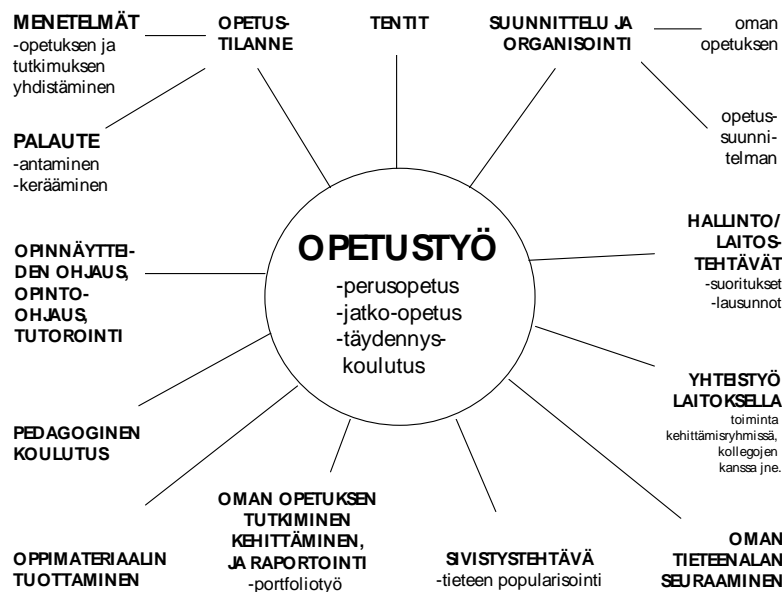 MENETELMÄT
-opetuksen ja
tutkimuksen
yhdistäminen
OPETUS-
TILANNE
TENTIT
SUUNNITTELU JA
ORGANISOINTI
oman
opetuksen
PALAUTE
-antaminen
-kerääminen
opetus-
suunni-
telman
OPETUSTYÖ
-perusopetus
-jatko-opetus
-täydennys-
koulutus
OPINNÄYTTEI-
DEN OHJAUS,
OPINTO-
OHJAUS,
TUTOROINTI
HALLINTO/
LAITOS-
TEHTÄVÄT
-suoritukset
-lausunnot
PEDAGOGINEN
KOULUTUS
YHTEISTYÖ
LAITOKSELLA
toiminta
kehittämisryhmissä,
kollegojen
kanssa jne.
OPPIMATERIAALIN
TUOTTAMINEN
OMAN OPETUKSEN
TUTKIMINEN
KEHITTÄMINEN,
JA RAPORTOINTI
-portfoliotyö
SIVISTYSTEHTÄVÄ
-tieteen popularisointi
OMAN
TIETEENALAN
SEURAAMINEN